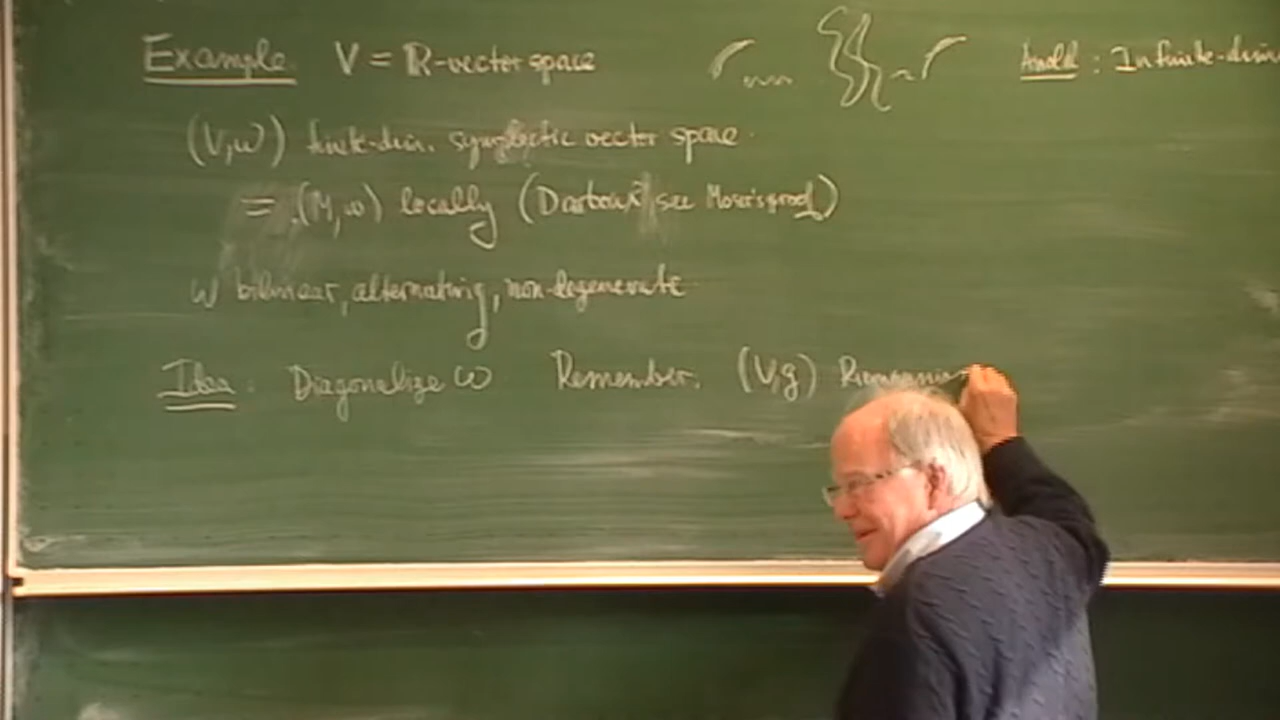 Example V = ℝ-vector space
Arnold : Infinite-dim
(V, ω) finite-dim. symplectic vector space.
= (M, ω) locally (Darboux, see Moser's proof)
ω bilinear, alternating, non-degenerate
Idea : Diagonalize ω Remember. (V, g) Riemannia